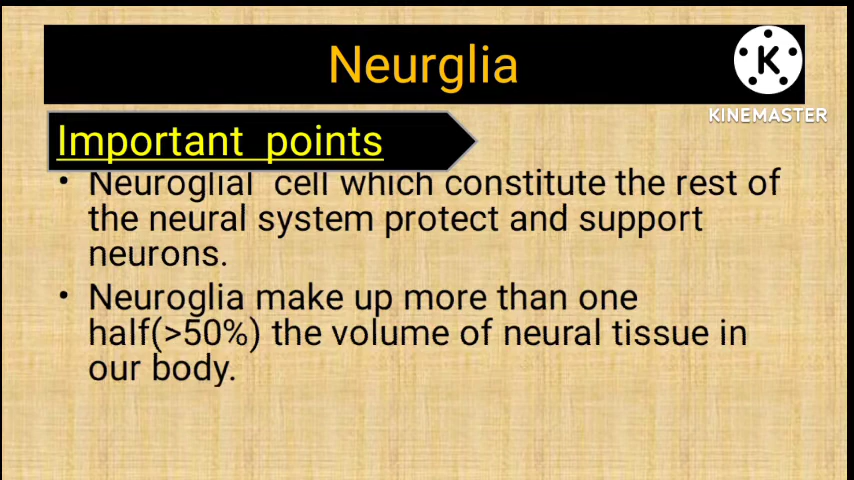 Neurglia
K
KINEMASTER
Important points
• Neuroglial cell which constitute the rest of
the neural system protect and support
neurons.
• Neuroglia make up more than one
half(>50%) the volume of neural tissue in
our body.